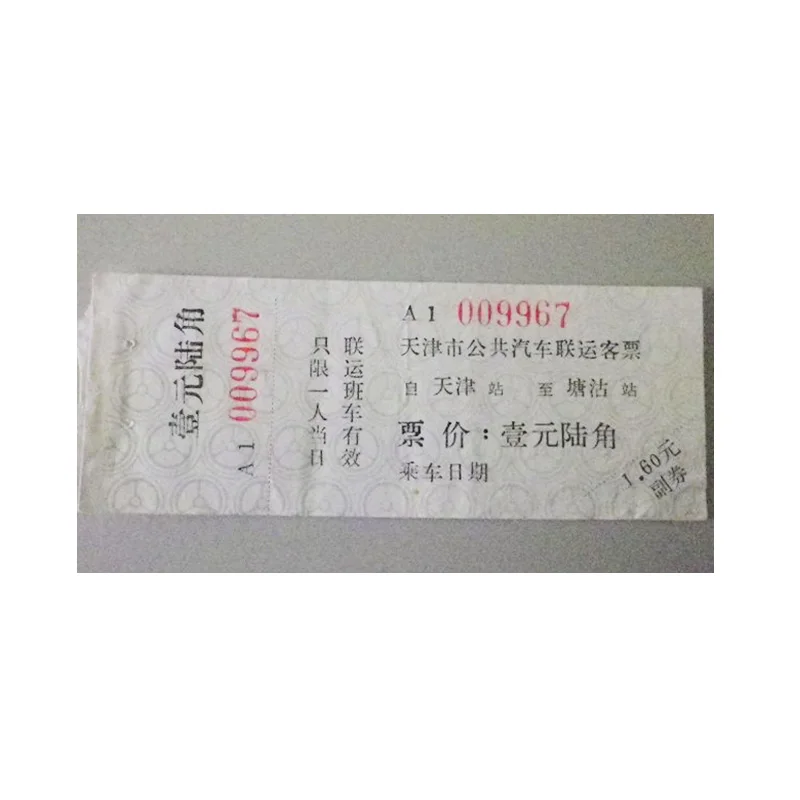 壹元陆角
A1 009967
只限一人当日
联运班车有效
A1 009967
天津市公共汽车联运客票
自 天津 站 至 塘沽 站
票价：壹元陆角
乘车日期
1.60元
副券